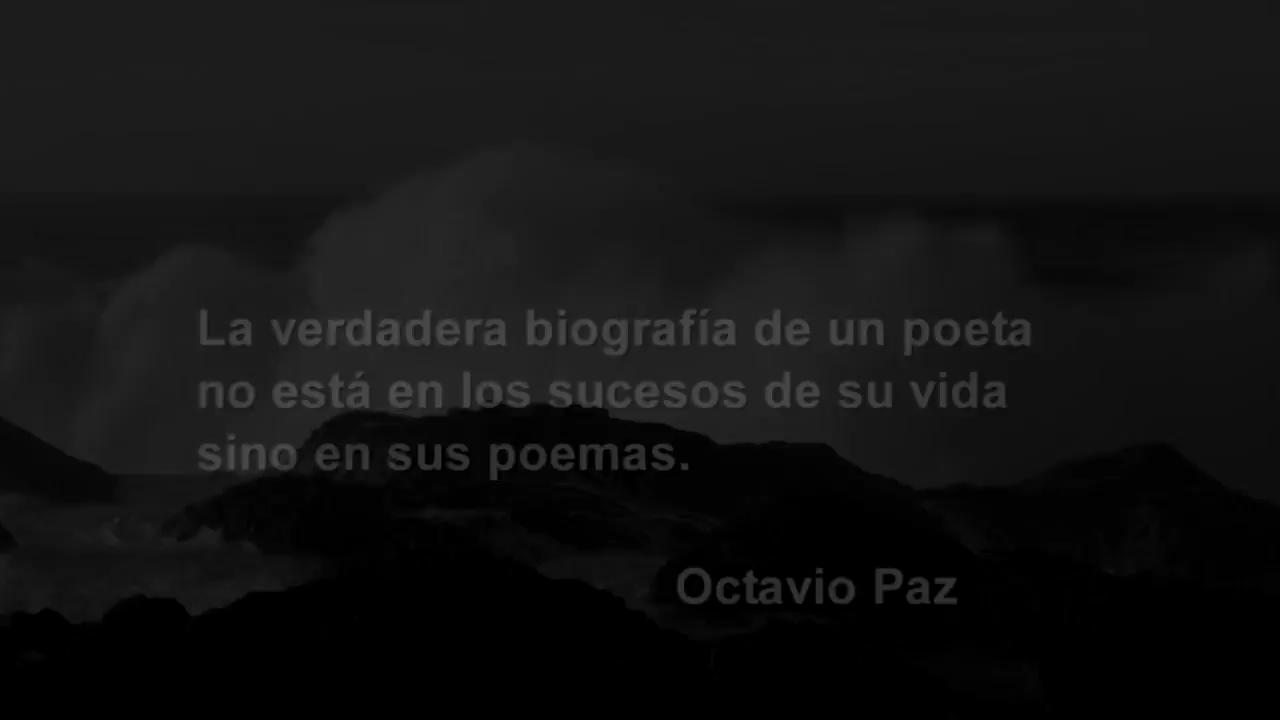 La verdadera biografía de un poeta
no está en los sucesos de su vida
sino en sus poemas.
Octavio Paz